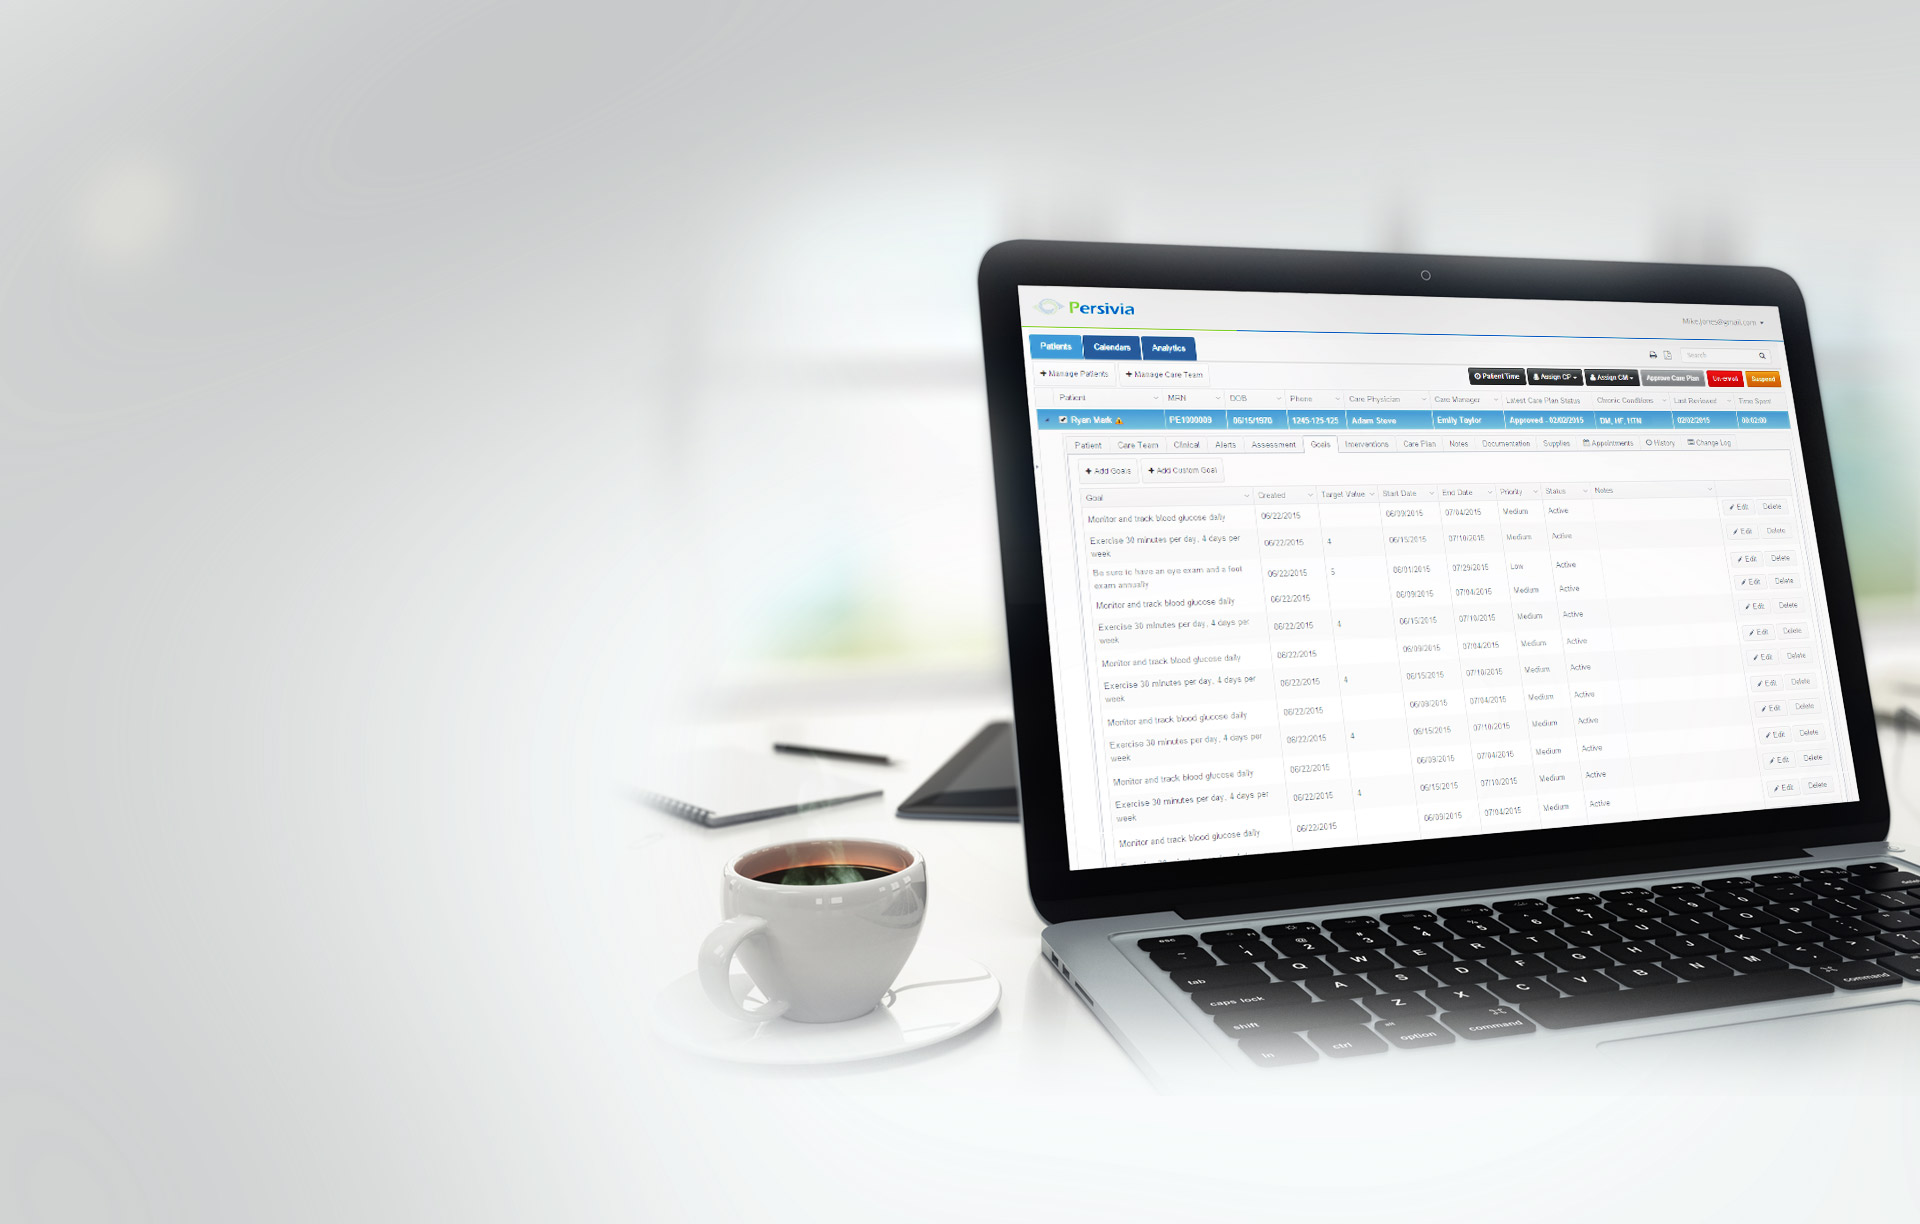 Persivia
Mike.jones@gmail.com
Patients Calendars Analytics
Search
+ Manage Patients + Manage Care Team
Patient Time Assign CP Assign CM Approve Care Plan Un-enroll Suspend
Patient MRN DOB Phone Care Physician Care Manager Latest Care Plan Status Chronic Conditions Last Reviewed Time Spent
Ryan Mark PE1000009 06/15/1970 1245-125-125 Adam Steve Emily Taylor Approved - 02/02/2015 DM, HF, HTN 02/02/2015 00:02:00
Patient Care Team Clinical Alerts Assessment Goals Interventions Care Plan Notes Documentation Supplies Appointments History Change Log
+ Add Goals + Add Custom Goal
Goal Created Target Value Start Date End Date Priority Status Notes
Monitor and track blood glucose daily 06/22/2015 06/09/2015 07/04/2015 Medium Active Edit Delete
Exercise 30 minutes per day, 4 days per week 06/22/2015 4 06/15/2015 07/10/2015 Medium Active Edit Delete
Be sure to have an eye exam and a foot exam annually 06/22/2015 5 06/01/2015 07/29/2015 Low Active Edit Delete
Monitor and track blood glucose daily 06/22/2015 06/09/2015 07/04/2015 Medium Active Edit Delete
Exercise 30 minutes per day, 4 days per week 06/22/2015 4 06/15/2015 07/10/2015 Medium Active Edit Delete
Monitor and track blood glucose daily 06/22/2015 06/09/2015 07/04/2015 Medium Active Edit Delete
Exercise 30 minutes per day, 4 days per week 06/22/2015 4 06/15/2015 07/10/2015 Medium Active Edit Delete
Monitor and track blood glucose daily 06/22/2015 06/09/2015 07/04/2015 Medium Active Edit Delete
Exercise 30 minutes per day, 4 days per week 06/22/2015 4 06/15/2015 07/10/2015 Medium Active Edit Delete
Monitor and track blood glucose daily 06/22/2015 06/09/2015 07/04/2015 Medium Active Edit Delete
Exercise 30 minutes per day, 4 days per week 06/22/2015 4 06/15/2015 07/10/2015 Medium Active Edit Delete
Monitor and track blood glucose daily 06/22/2015 06/09/2015 07/04/2015 Medium Active Edit Delete
esc
~ ! 1 @ 2 # 3 $ 4 % 5 ^ 6 & 7 * 8 9 0
tab Q W E R T Y U I O P
caps lock A S D F G H J K L
shift Z X C V B N M
fn ctrl option command command